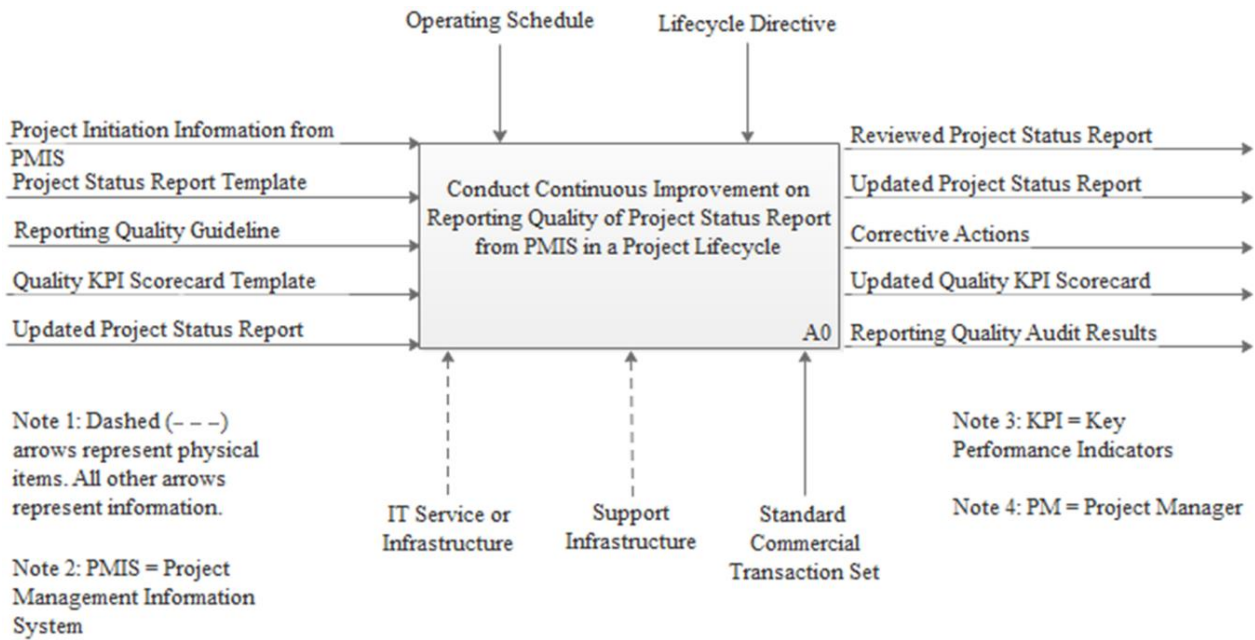 Operating Schedule
Lifecycle Directive
Project Initiation Information from
PMIS
Project Status Report Template
Reporting Quality Guideline
Quality KPI Scorecard Template
Updated Project Status Report
Conduct Continuous Improvement on
Reporting Quality of Project Status Report
from PMIS in a Project Lifecycle
A0
Reviewed Project Status Report
Updated Project Status Report
Corrective Actions
Updated Quality KPI Scorecard
Reporting Quality Audit Results
IT Service or
Infrastructure
Support
Infrastructure
Standard
Commercial
Transaction Set
Note 1: Dashed (– – –)
arrows represent physical
items. All other arrows
represent information.
Note 2: PMIS = Project
Management Information
System
Note 3: KPI = Key
Performance Indicators
Note 4: PM = Project Manager